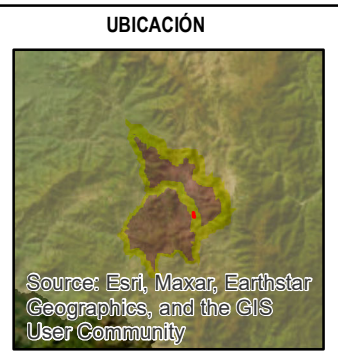 UBICACIÓN
Source: Esri, Maxar, Earthstar
Geographics, and the GIS
User Community